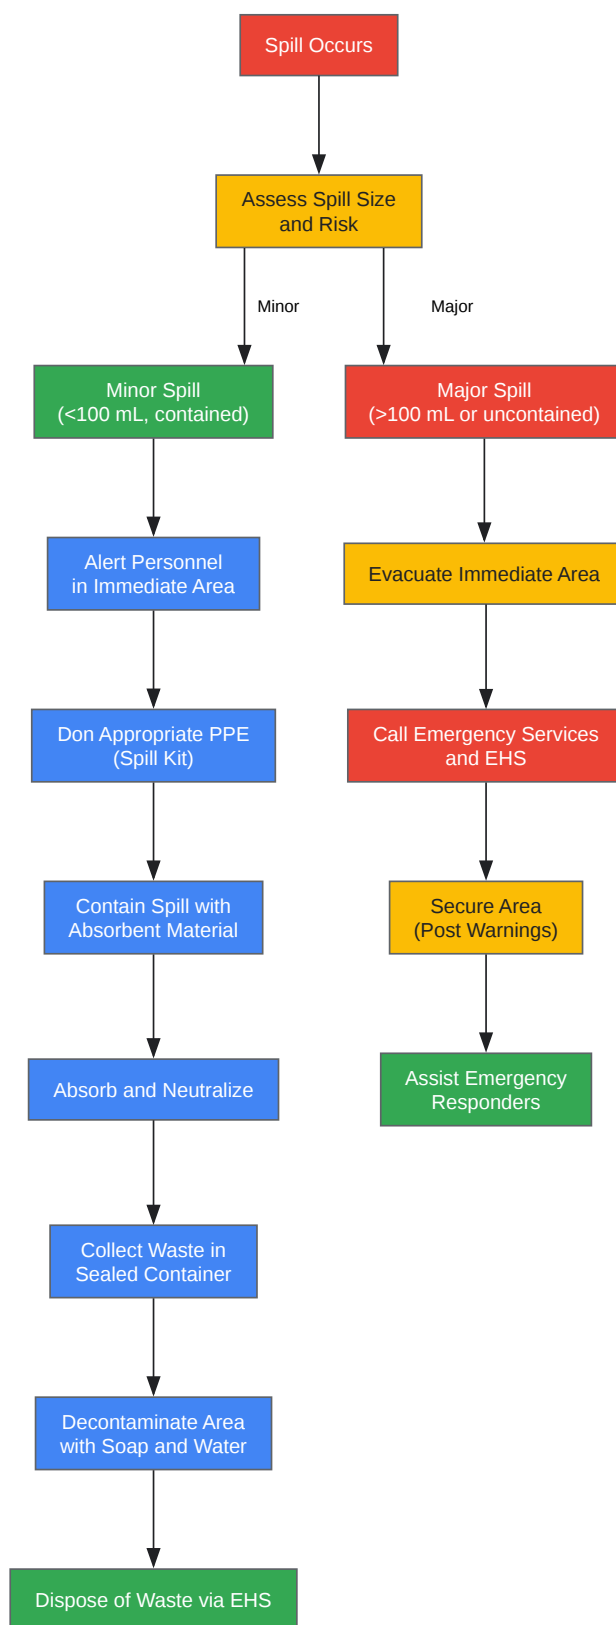 Spill Occurs
Assess Spill Size
and Risk
Minor
Major
Minor Spill
(<100 mL, contained)
Major Spill
(>100 mL or uncontained)
Alert Personnel
in Immediate Area
Evacuate Immediate Area
Don Appropriate PPE
(Spill Kit)
Call Emergency Services
and EHS
Contain Spill with
Absorbent Material
Secure Area
(Post Warnings)
Absorb and Neutralize
Assist Emergency
Responders
Collect Waste in
Sealed Container
Decontaminate Area
with Soap and Water
Dispose of Waste via EHS